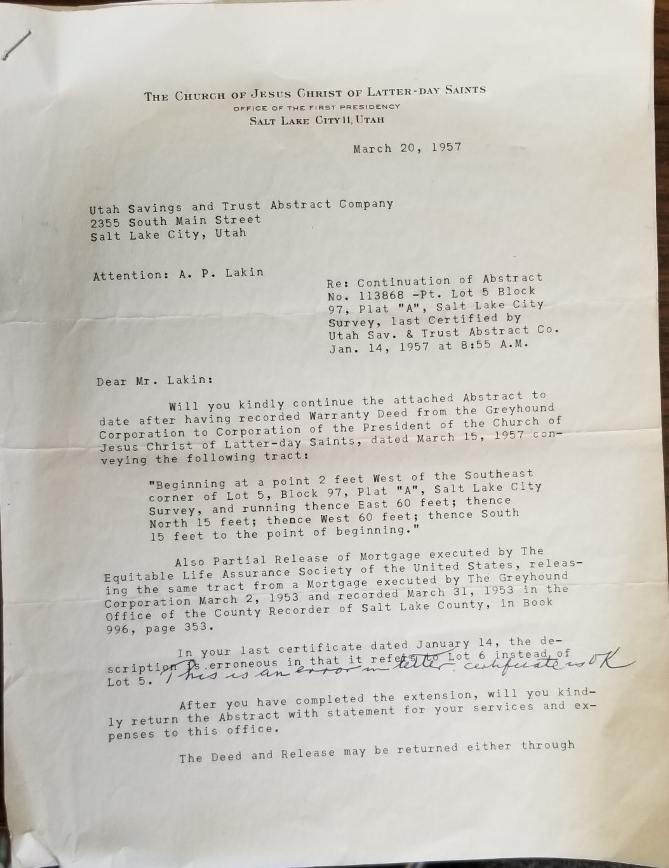 THE CHURCH OF JESUS CHRIST OF LATTER-DAY SAINTS
OFFICE OF THE FIRST PRESIDENCY
SALT LAKE CITY 11, UTAH
March 20, 1957
Utah Savings and Trust Abstract Company
2355 South Main Street
Salt Lake City, Utah
Attention: A. P. Lakin
Re: Continuation of Abstract
No. 113868 -Pt. Lot 5 Block
97, Plat "A", Salt Lake City
Survey, last Certified by
Utah Sav. & Trust Abstract Co.
Jan. 14, 1957 at 8:55 A.M.
Dear Mr. Lakin:
Will you kindly continue the attached Abstract to
date after having recorded Warranty Deed from the Greyhound
Corporation to Corporation of the President of the Church of
Jesus Christ of Latter-day Saints, dated March 15, 1957 con-
veying the following tract:
"Beginning at a point 2 feet West of the Southeast
corner of Lot 5, Block 97, Plat "A", Salt Lake City
Survey, and running thence East 60 feet; thence
North 15 feet; thence West 60 feet; thence South
15 feet to the point of beginning."
Also Partial Release of Mortgage executed by The
Equitable Life Assurance Society of the United States, releas-
ing the same tract from a Mortgage executed by The Greyhound
Corporation March 2, 1953 and recorded March 31, 1953 in the
Office of the County Recorder of Salt Lake County, in Book
996, page 353.
In your last certificate dated January 14, the de-
scription is erroneous in that it refers to Lot 6 instead of
Lot 5. This is an error in letter certificate is OK
After you have completed the extension, will you kind-
ly return the Abstract with statement for your services and ex-
penses to this office.
The Deed and Release may be returned either through